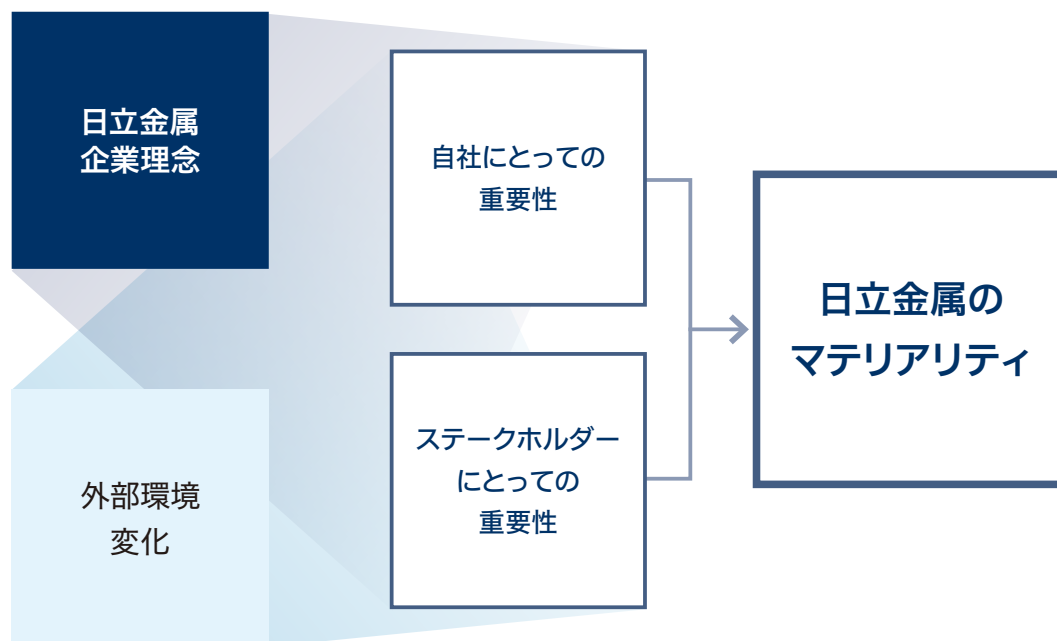 日立金属
企業理念
外部環境
変化
自社にとっての
重要性
ステークホルダー
にとっての
重要性
日立金属の
マテリアリティ